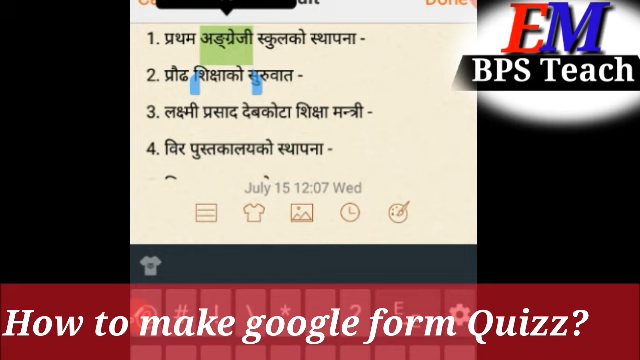 Done
EM
BPS Teach
1. प्रथम अङ्ग्रेजी स्कुलको स्थापना -
2. प्रौढ शिक्षाको सुरुवात -
3. लक्ष्मी प्रसाद देबकोटा शिक्षा मन्त्री -
4. विर पुस्तकालयको स्थापना -
July 15 12:07 Wed
How to make google form Quizz?